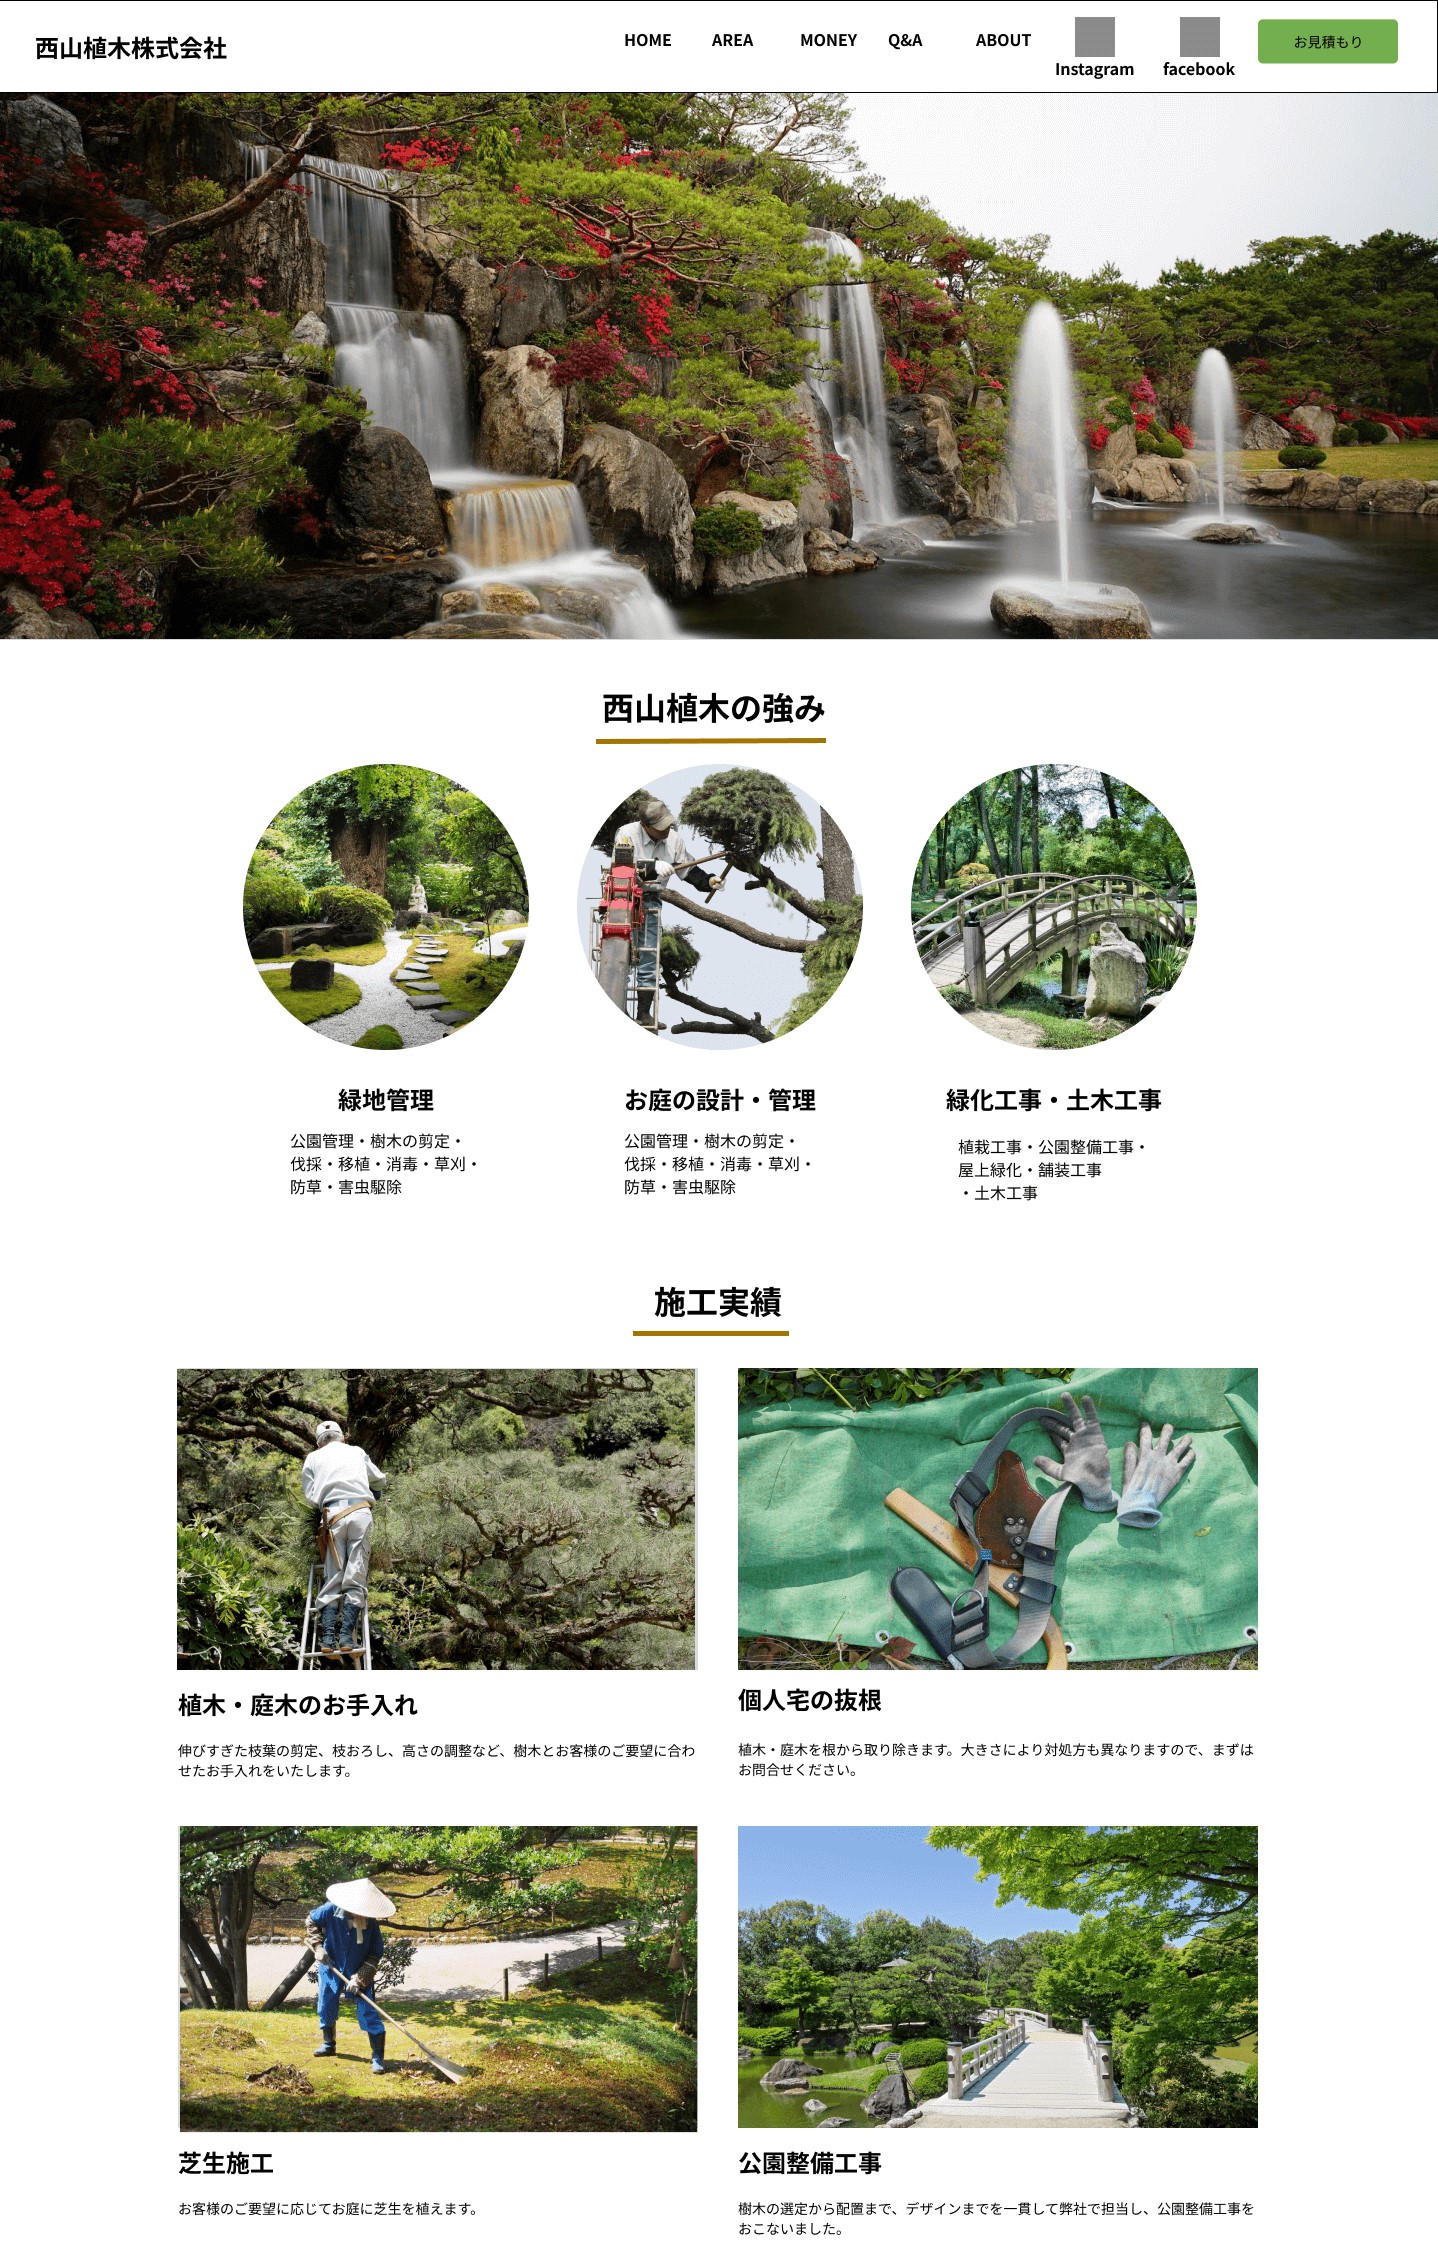 西山植木株式会社
HOME
AREA
MONEY
Q&A
ABOUT
Instagram
facebook
お見積もり
西山植木の強み
緑地管理
公園管理・樹木の剪定・
伐採・移植・消毒・草刈・
防草・害虫駆除
お庭の設計・管理
公園管理・樹木の剪定・
伐採・移植・消毒・草刈・
防草・害虫駆除
緑化工事・土木工事
植栽工事・公園整備工事・
屋上緑化・舗装工事
・土木工事
施工実績
植木・庭木のお手入れ
伸びすぎた枝葉の剪定、枝おろし、高さの調整など、樹木とお客様のご要望に合わ
せたお手入れをいたします。
個人宅の抜根
植木・庭木を根から取り除きます。大きさにより対処方も異なりますので、まずは
お問合せください。
芝生施工
お客様のご要望に応じてお庭に芝生を植えます。
公園整備工事
樹木の選定から配置まで、デザインまでを一貫して弊社で担当し、公園整備工事を
おこないました。